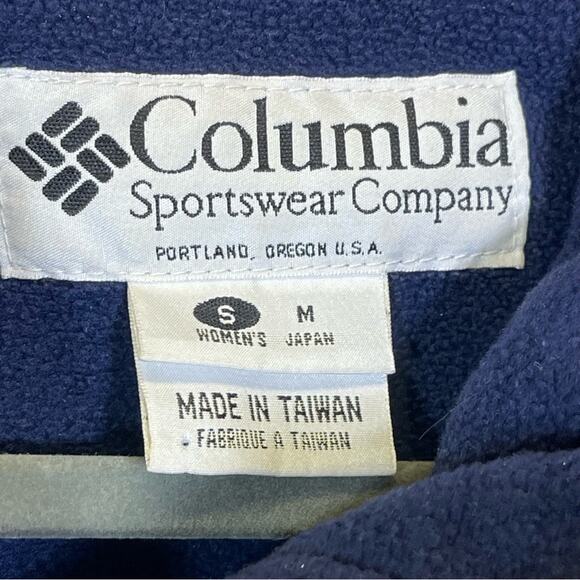 Columbia
Sportswear Company
PORTLAND, OREGON U.S.A.
S M
WOMEN'S JAPAN
MADE IN TAIWAN
FABRIQUE A TAIWAN